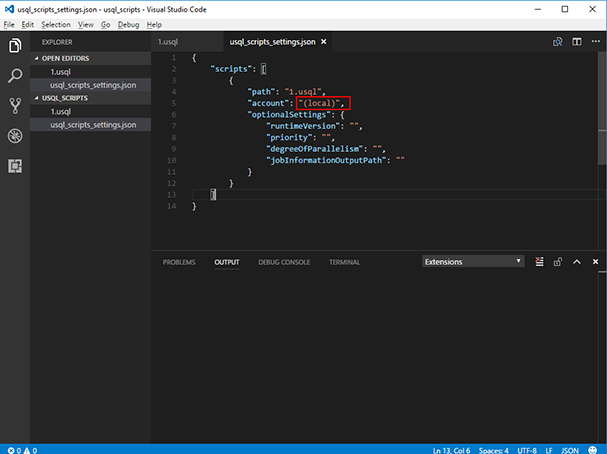 usql_scripts_settings.json - usql_scripts - Visual Studio Code
File Edit Selection View Go Debug Help
EXPLORER
OPEN EDITORS
1.usql
usql_scripts_settings.json
USQL_SCRIPTS
1.usql
usql_scripts_settings.json
1.usql usql_scripts_settings.json
1 {
2 "scripts": [
3 {
4 "path": "1.usql",
5 "account": "(local)",
6 "optionalSettings": {
7 "runtimeVersion": "",
8 "priority": "",
9 "degreeOfParallelism": "",
10 "jobInformationOutputPath": ""
11 }
12 }
13 ]
14 }
PROBLEMS OUTPUT DEBUG CONSOLE TERMINAL Extensions
0 0 Ln 13, Col 6 Spaces: 4 UTF-8 LF JSON